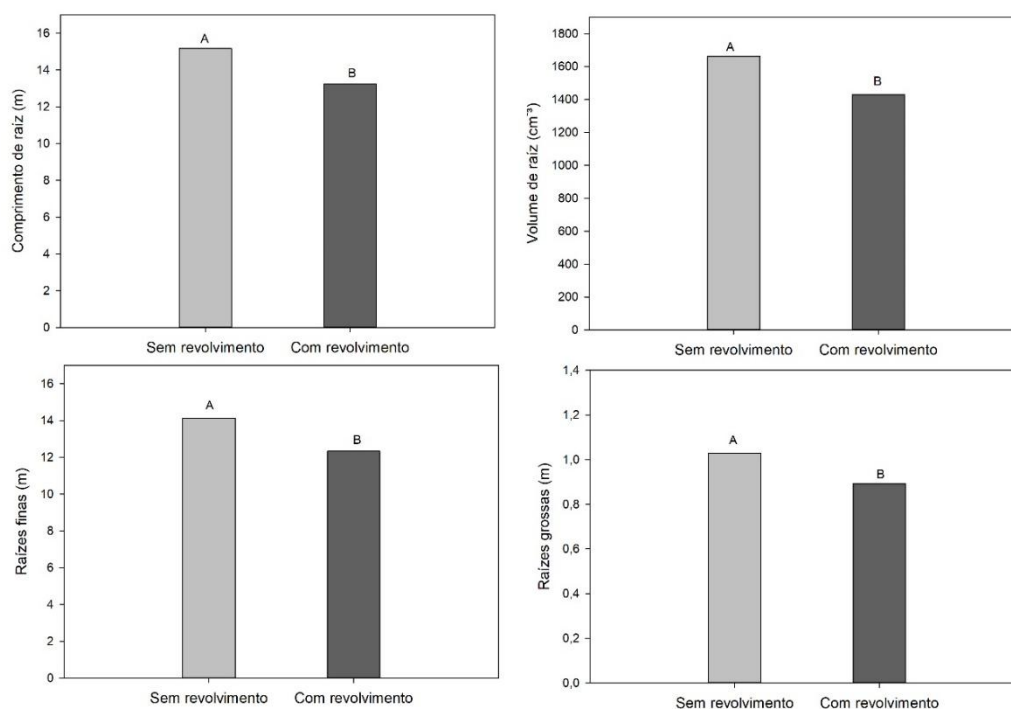 Comprimento de raiz (m)
16
14
12
10
8
6
4
2
0
A
B
Sem revolvimento
Com revolvimento
Volume de raíz (cm⁻³)
1800
1600
1400
1200
1000
800
600
400
200
0
A
B
Sem revolvimento
Com revolvimento
Raízes finas (m)
16
14
12
10
8
6
4
2
0
A
B
Sem revolvimento
Com revolvimento
Raízes grossas (m)
1,4
1,2
1,0
0,8
0,6
0,4
0,2
0,0
A
B
Sem revolvimento
Com revolvimento